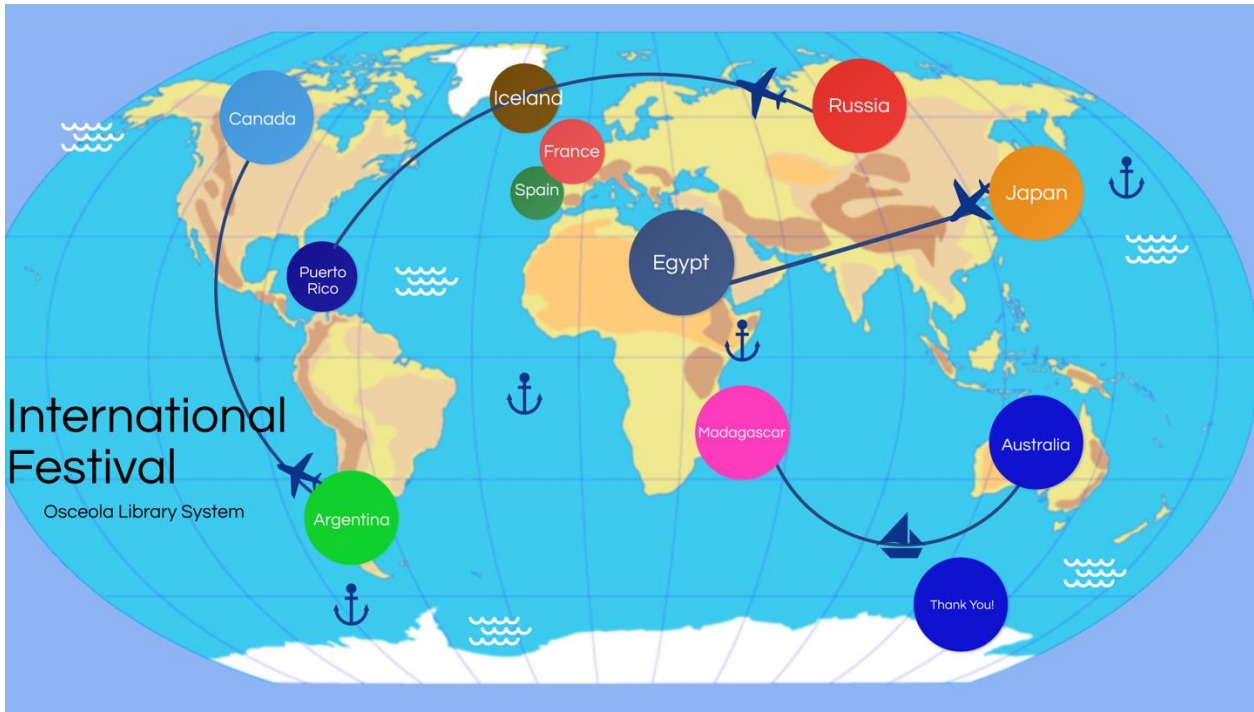 Iceland
Russia
Canada
France
Spain
Japan
Egypt
Puerto
Rico
International
Festival
Osceola Library System
Madagascar
Australia
Argentina
Thank You!